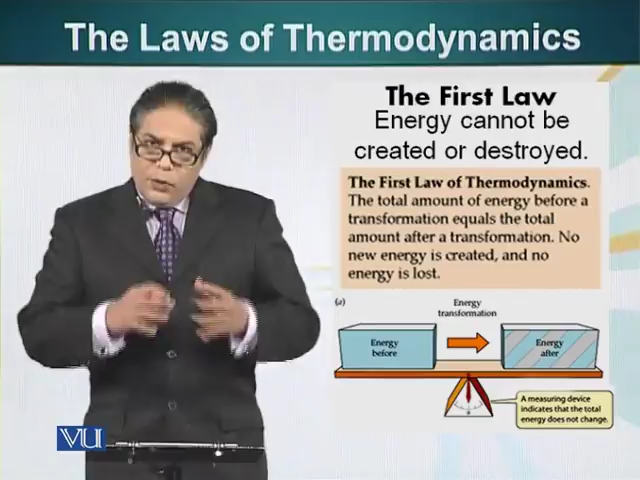 The Laws of Thermodynamics
The First Law
Energy cannot be
created or destroyed.
The First Law of Thermodynamics.
The total amount of energy before a
transformation equals the total
amount after a transformation. No
new energy is created, and no
energy is lost.
(a)
Energy
transformation
Energy
before
Energy
after
A measuring device
indicates that the total
energy does not change.
VU